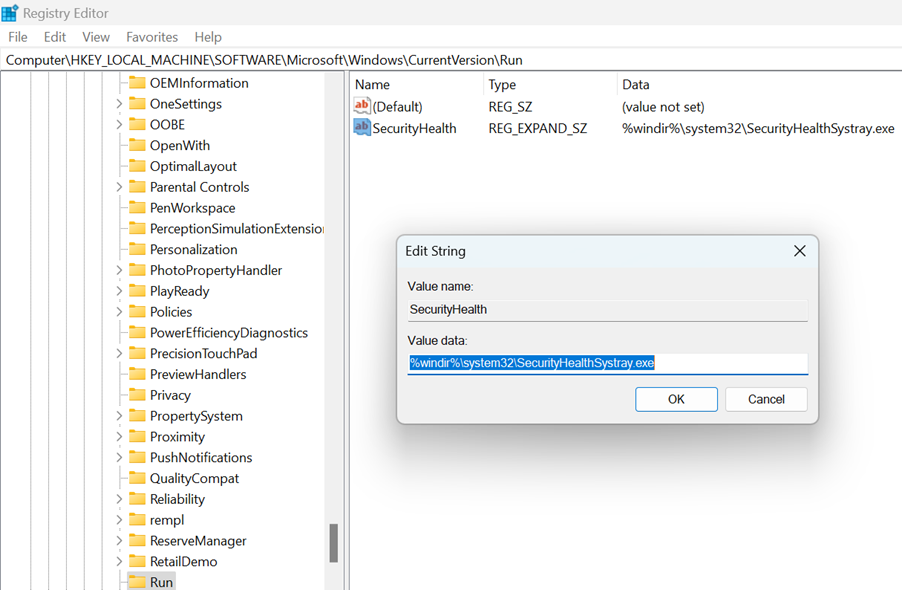 Registry Editor
File Edit View Favorites Help
Computer\HKEY_LOCAL_MACHINE\SOFTWARE\Microsoft\Windows\CurrentVersion\Run
OEMInformation
OneSettings
OOBE
OpenWith
OptimalLayout
Parental Controls
PenWorkspace
PerceptionSimulationExtension
Personalization
PhotoPropertyHandler
PlayReady
Policies
PowerEfficiencyDiagnostics
PrecisionTouchPad
PreviewHandlers
Privacy
PropertySystem
Proximity
PushNotifications
QualityCompat
Reliability
rempl
ReserveManager
RetailDemo
Run
Name Type Data
ab (Default) REG_SZ (value not set)
ab SecurityHealth REG_EXPAND_SZ %windir%\system32\SecurityHealthSystray.exe
Edit String
Value name:
SecurityHealth
Value data:
%windir%\system32\SecurityHealthSystray.exe
OK Cancel